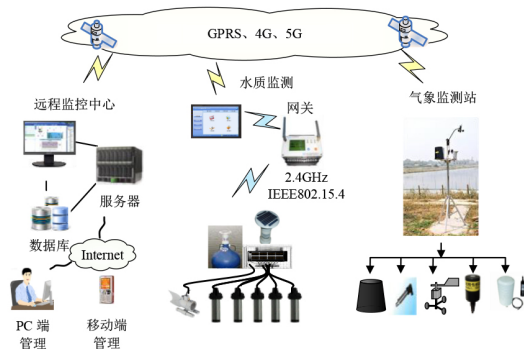 GPRS、4G、5G
水质监测
远程监控中心
网关
气象监测站
2.4GHz
IEEE802.15.4
服务器
数据库
Internet
PC 端
管理
移动端
管理